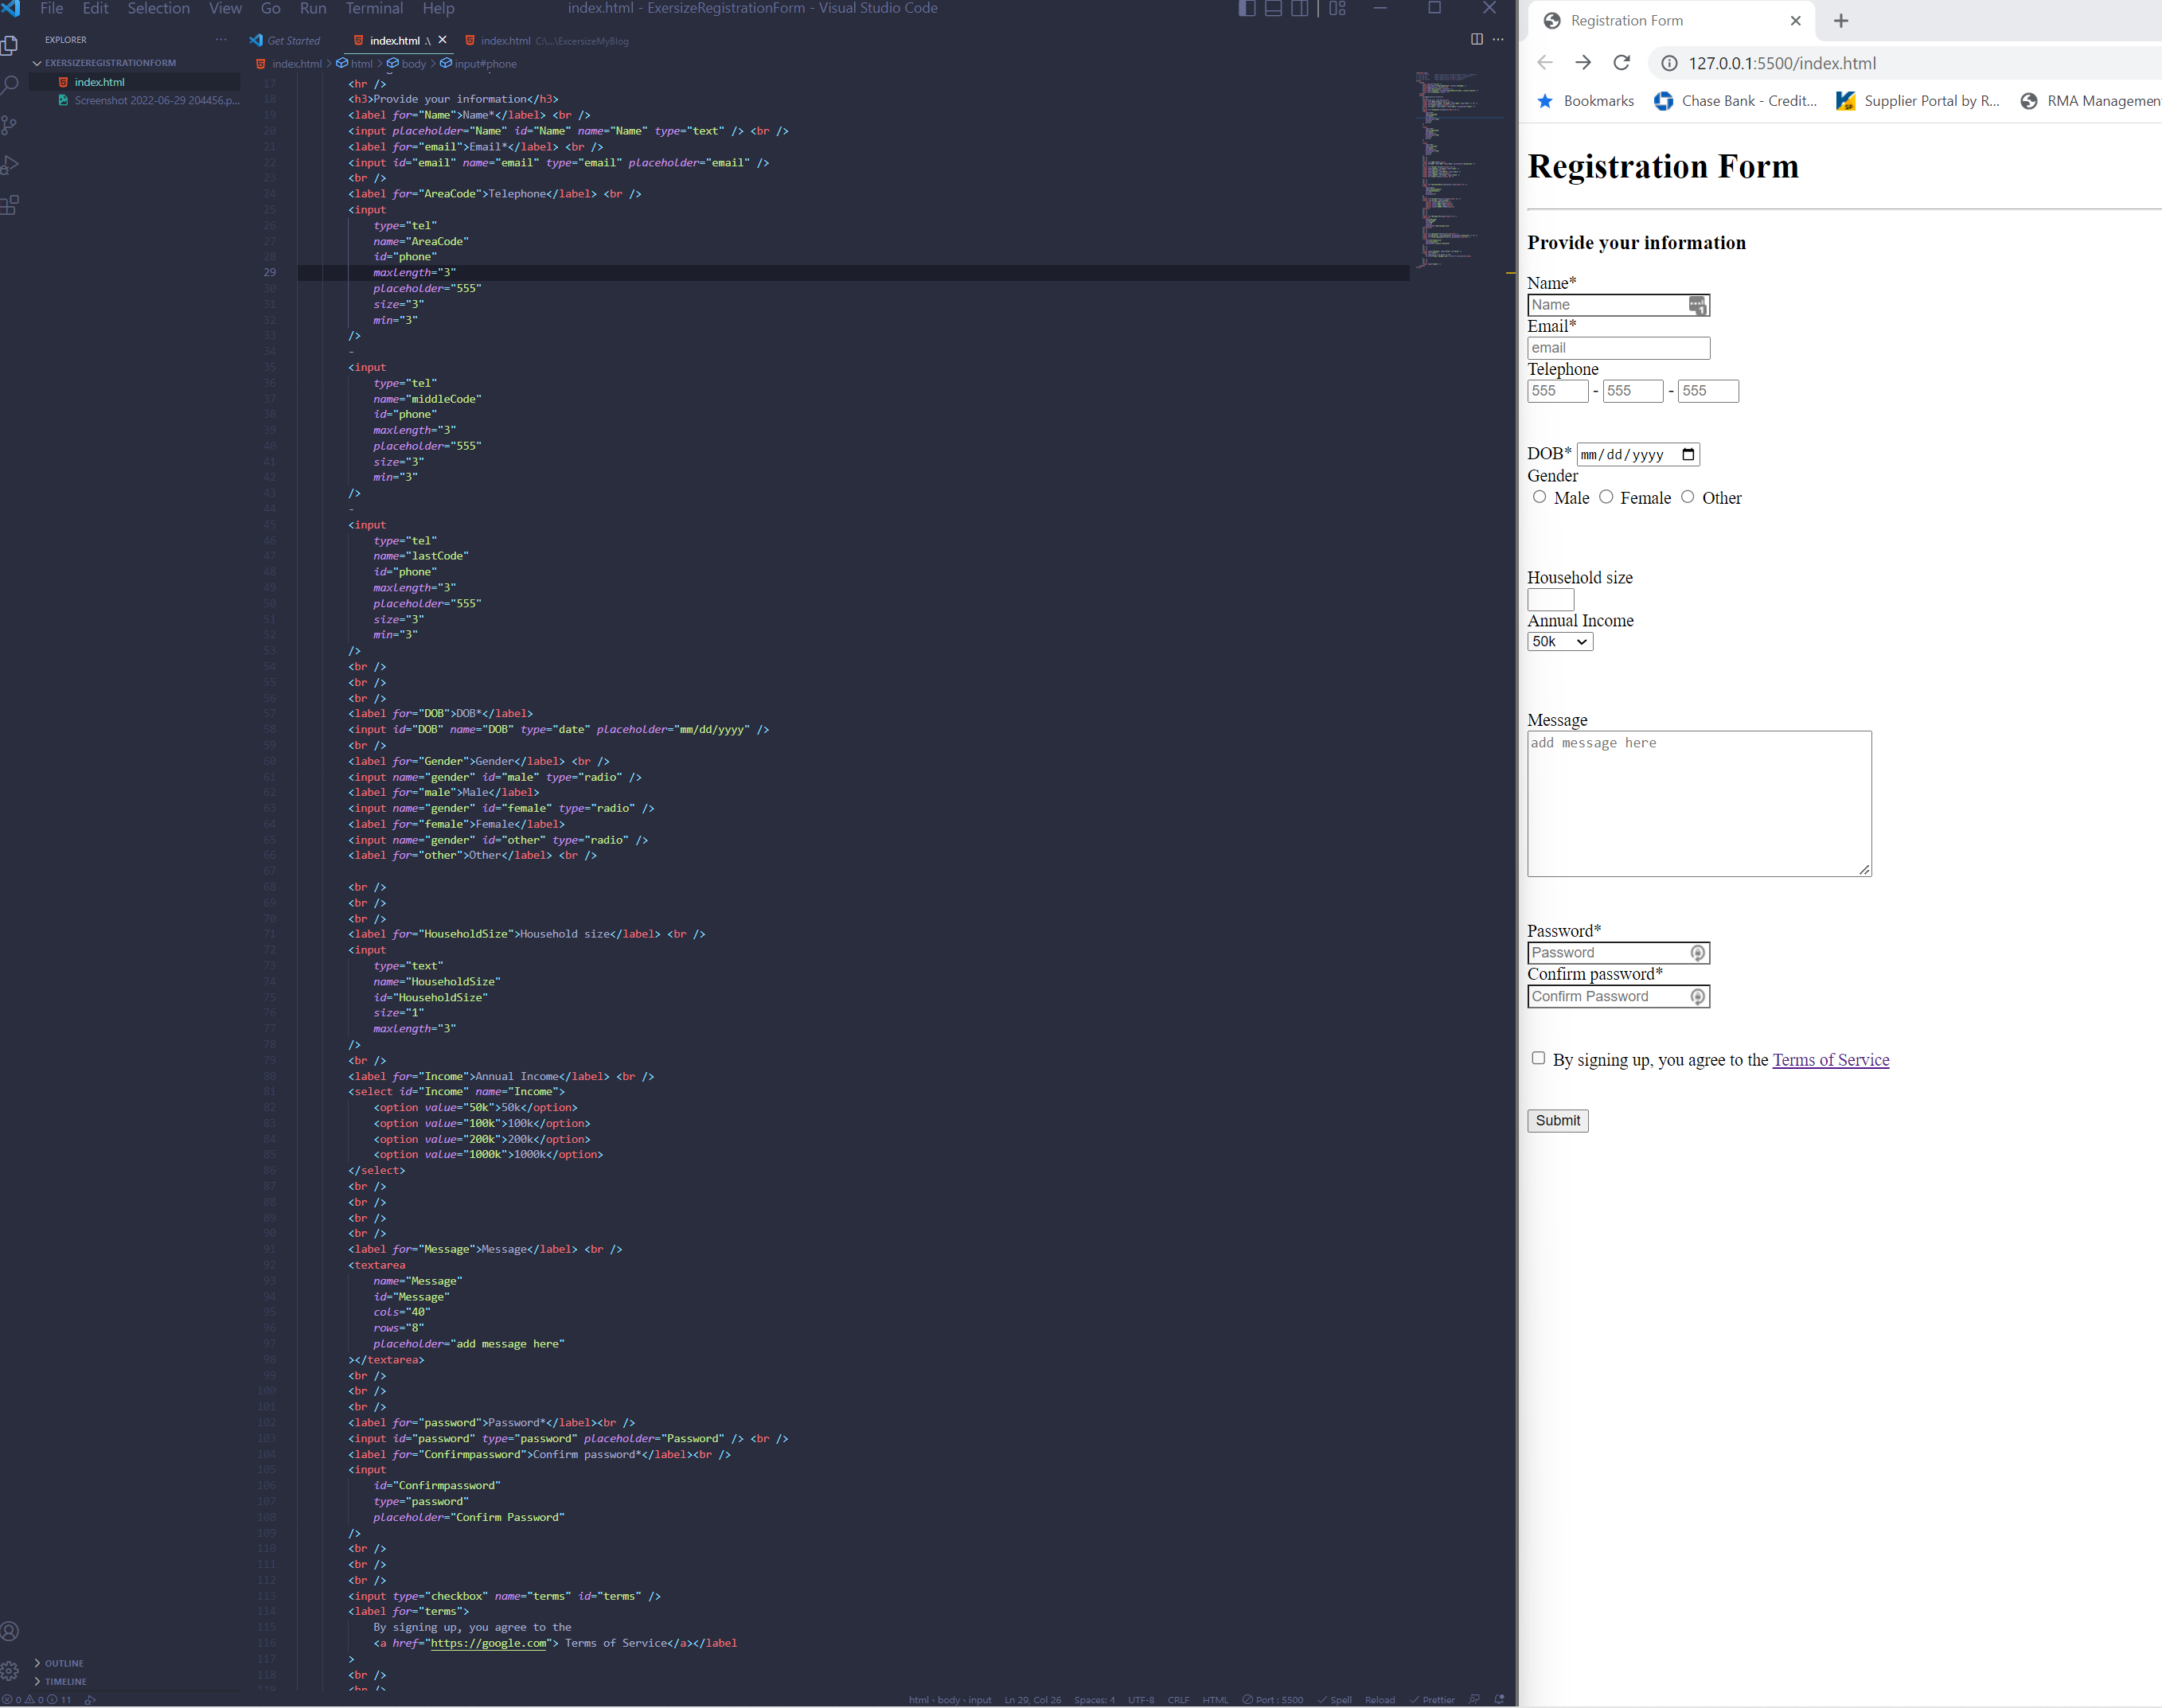 File Edit Selection View Go Run Terminal Help
index.html - ExersizeRegistrationForm - Visual Studio Code
EXPLORER
EXERSIZEREGISTRATIONFORM
index.html
Screenshot 2022-06-29 204456.p...
Get Started
index.html .\
index.html C:\...\ExcersizeMyBlog
index.html > html > body > input#phone
17 <hr />
18 <h3>Provide your information</h3>
19 <label for="Name">Name*</label> <br />
20 <input placeholder="Name" id="Name" name="Name" type="text" /> <br />
21 <label for="email">Email*</label> <br />
22 <input id="email" name="email" type="email" placeholder="email" />
23 <br />
24 <label for="AreaCode">Telephone</label> <br />
25 <input
26 type="tel"
27 name="AreaCode"
28 id="phone"
29 maxlength="3"
30 placeholder="555"
31 size="3"
32 min="3"
33 />
34 -
35 <input
36 type="tel"
37 name="middleCode"
38 id="phone"
39 maxlength="3"
40 placeholder="555"
41 size="3"
42 min="3"
43 />
44 -
45 <input
46 type="tel"
47 name="lastCode"
48 id="phone"
49 maxlength="3"
50 placeholder="555"
51 size="3"
52 min="3"
53 />
54 <br />
55 <br />
56 <br />
57 <label for="DOB">DOB*</label>
58 <input id="DOB" name="DOB" type="date" placeholder="mm/dd/yyyy" />
59 <br />
60 <label for="Gender">Gender</label> <br />
61 <input name="gender" id="male" type="radio" />
62 <label for="male">Male</label>
63 <input name="gender" id="female" type="radio" />
64 <label for="female">Female</label>
65 <input name="gender" id="other" type="radio" />
66 <label for="other">Other</label> <br />
67
68 <br />
69 <br />
70 <br />
71 <label for="HouseholdSize">Household size</label> <br />
72 <input
73 type="text"
74 name="HouseholdSize"
75 id="HouseholdSize"
76 size="1"
77 maxlength="3"
78 />
79 <br />
80 <label for="Income">Annual Income</label> <br />
81 <select id="Income" name="Income">
82 <option value="50k">50k</option>
83 <option value="100k">100k</option>
84 <option value="200k">200k</option>
85 <option value="1000k">1000k</option>
86 </select>
87 <br />
88 <br />
89 <br />
90 <br />
91 <label for="Message">Message</label> <br />
92 <textarea
93 name="Message"
94 id="Message"
95 cols="40"
96 rows="8"
97 placeholder="add message here"
98 ></textarea>
99 <br />
100 <br />
101 <br />
102 <label for="password">Password*</label><br />
103 <input id="password" type="password" placeholder="Password" /> <br />
104 <label for="Confirmpassword">Confirm password*</label><br />
105 <input
106 id="Confirmpassword"
107 type="password"
108 placeholder="Confirm Password"
109 />
110 <br />
111 <br />
112 <br />
113 <input type="checkbox" name="terms" id="terms" />
114 <label for="terms">
115 By signing up, you agree to the
116 <a href="https://google.com"> Terms of Service</a></label
117 >
118 <br />
119 <br />
OUTLINE
TIMELINE
0 0 11
html - body - input Ln 29, Col 26 Spaces: 4 UTF-8 CRLF HTML Port : 5500 Spell Reload Prettier
Registration Form
127.0.0.1:5500/index.html
Bookmarks Chase Bank - Credit... Supplier Portal by R... RMA Managemen
Registration Form
Provide your information
Name*
Name
1
Email*
email
Telephone
555 - 555 - 555
DOB* mm/dd/yyyy
Gender
Male Female Other
Household size
Annual Income
50k
Message
add message here
Password*
Password
Confirm password*
Confirm Password
By signing up, you agree to the Terms of Service
Submit